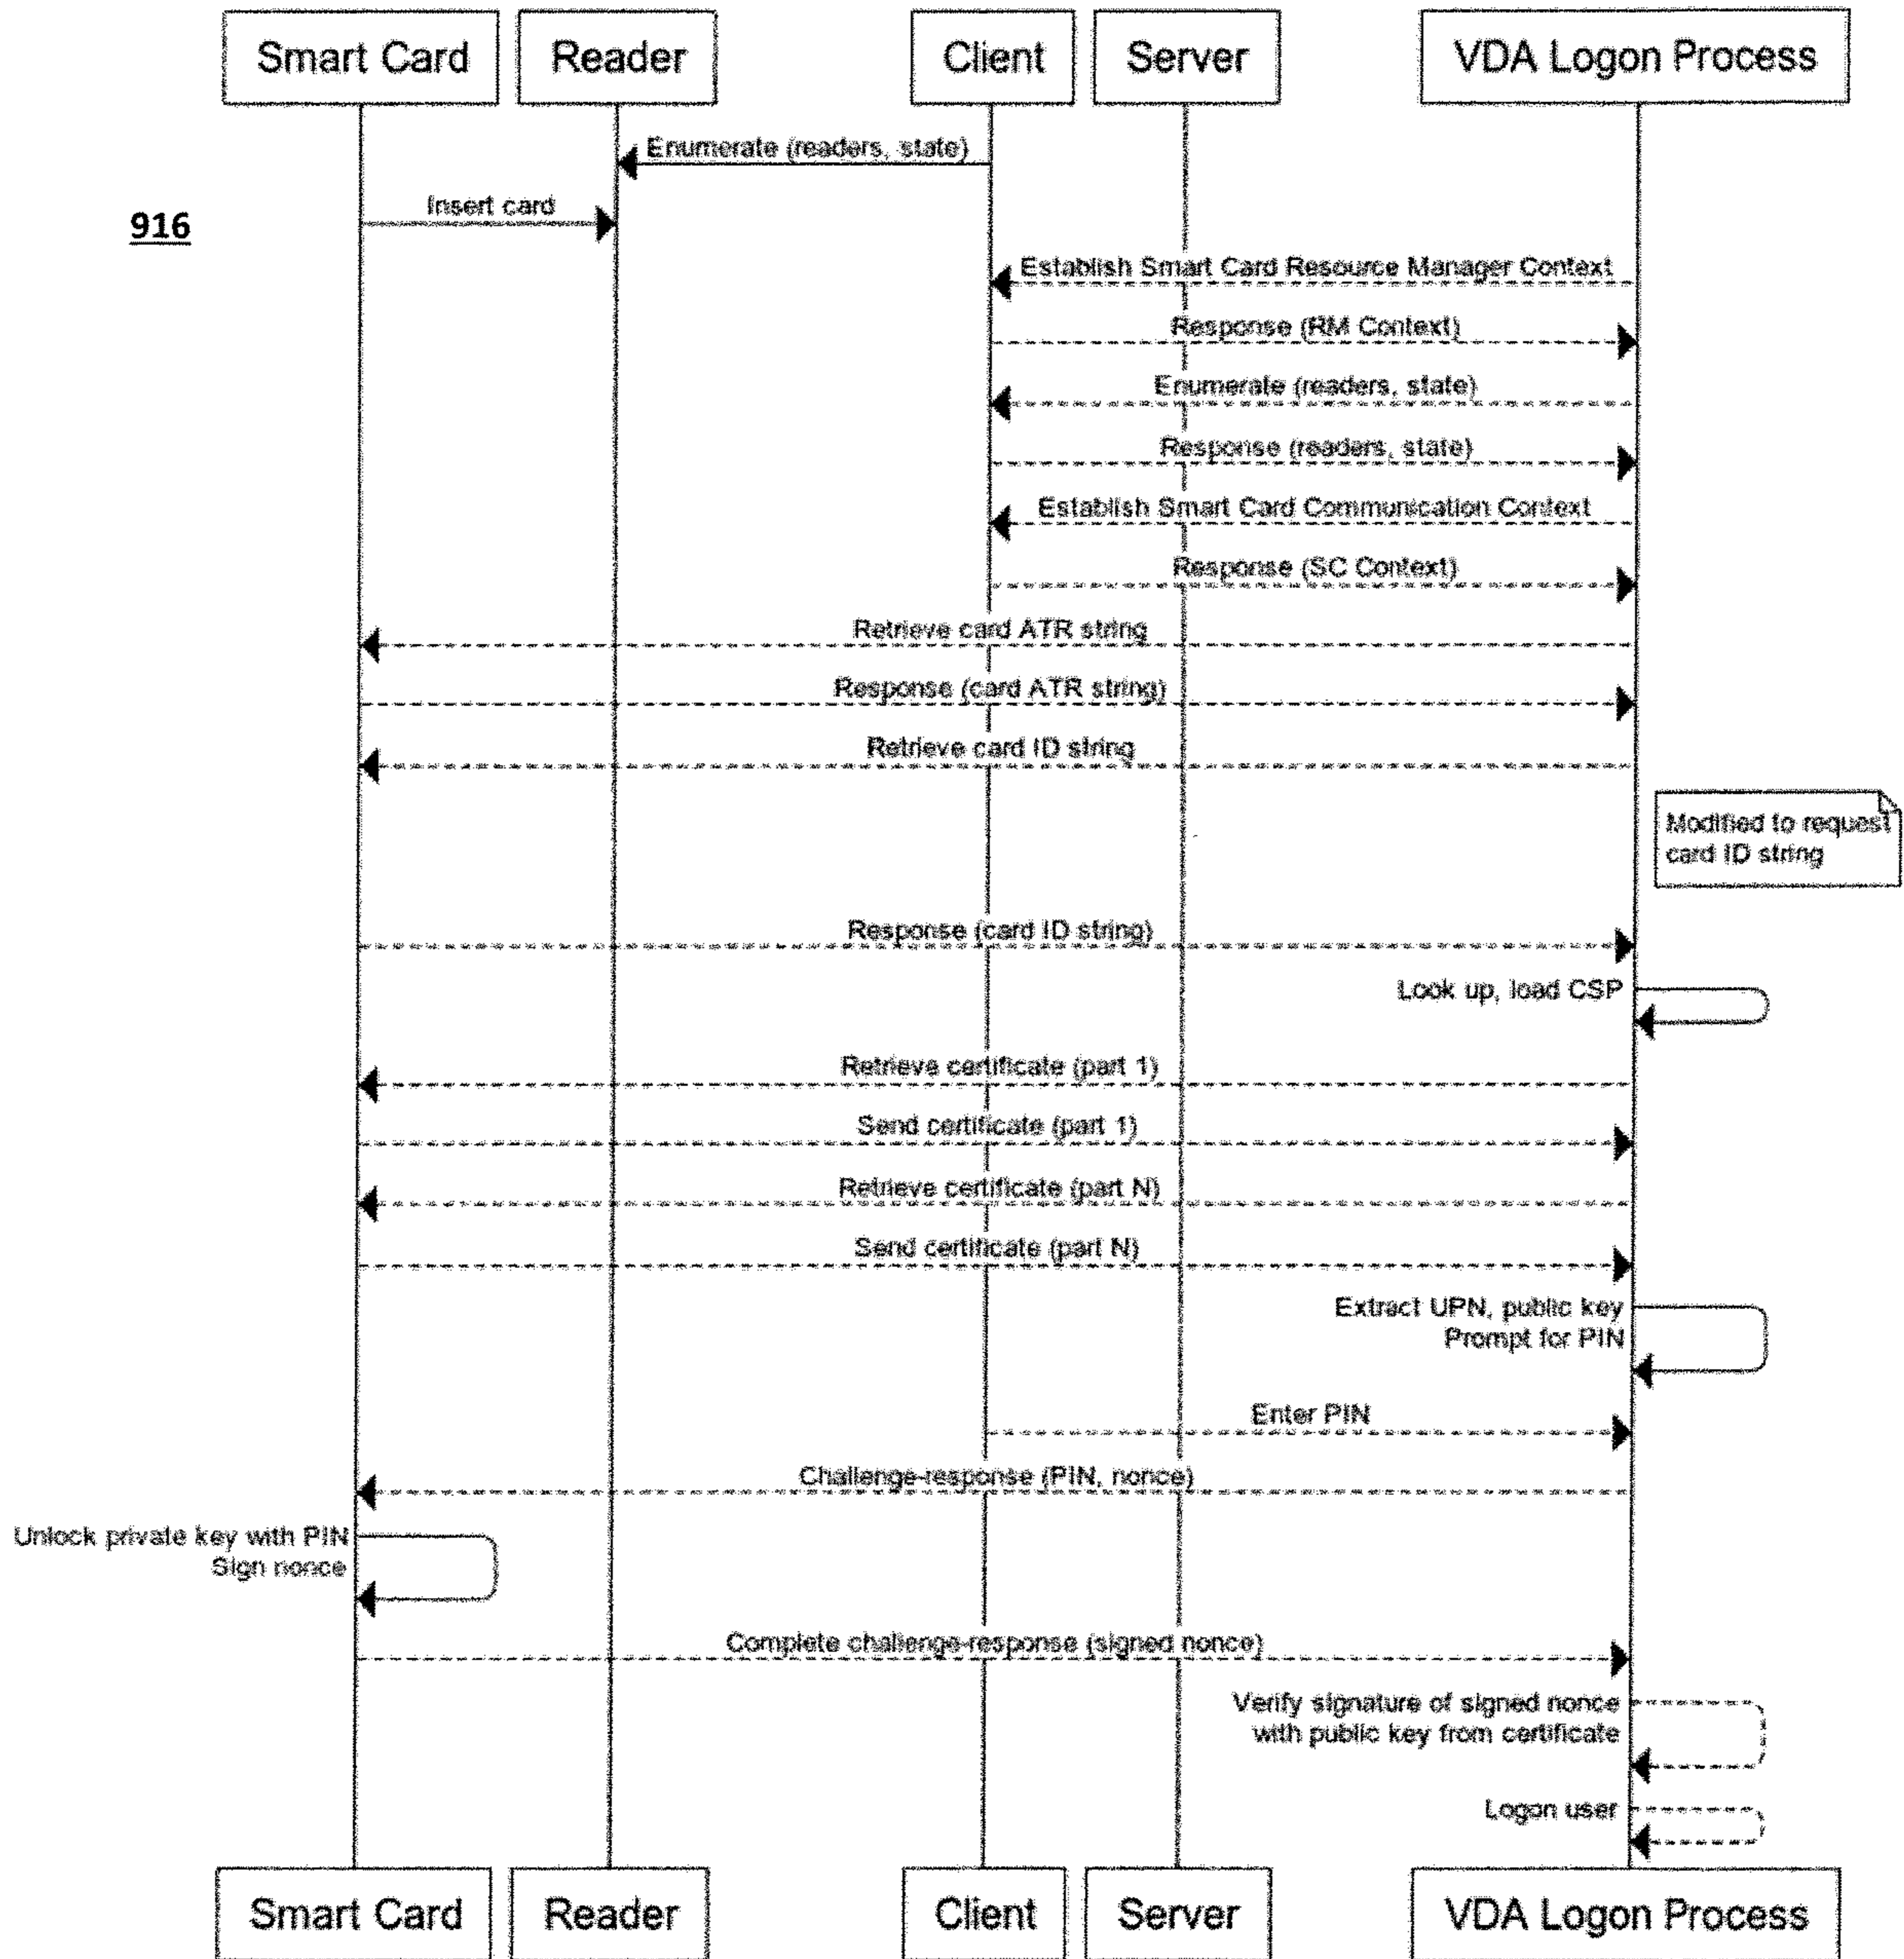 Smart Card Reader Client Server VDA Logon Process
Enumerate (readers, state)
916
Insert card
Establish Smart Card Resource Manager Context
Response (RM Context)
Enumerate (readers, state)
Response (readers, state)
Establish Smart Card Communication Context
Response (SC Context)
Retrieve card ATR string
Response (card ATR string)
Retrieve card ID string
Modified to request
card ID string
Response (card ID string)
Look up, load CSP
Retrieve certificate (part 1)
Send certificate (part 1)
Retrieve certificate (part N)
Send certificate (part N)
Extract UPN, public key
Prompt for PIN
Enter PIN
Challenge-response (PIN, nonce)
Unlock private key with PIN
Sign nonce
Complete challenge-response (signed nonce)
Verify signature of signed nonce
with public key from certificate
Logon user
Smart Card Reader Client Server VDA Logon Process